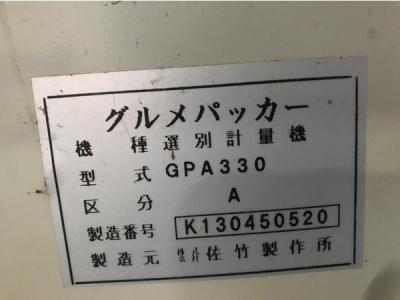 グルメパッカー
機種選別計量機
型式 GPA330
区分 A
製造番号 K130450520
製造元 株式会社 佐竹製作所